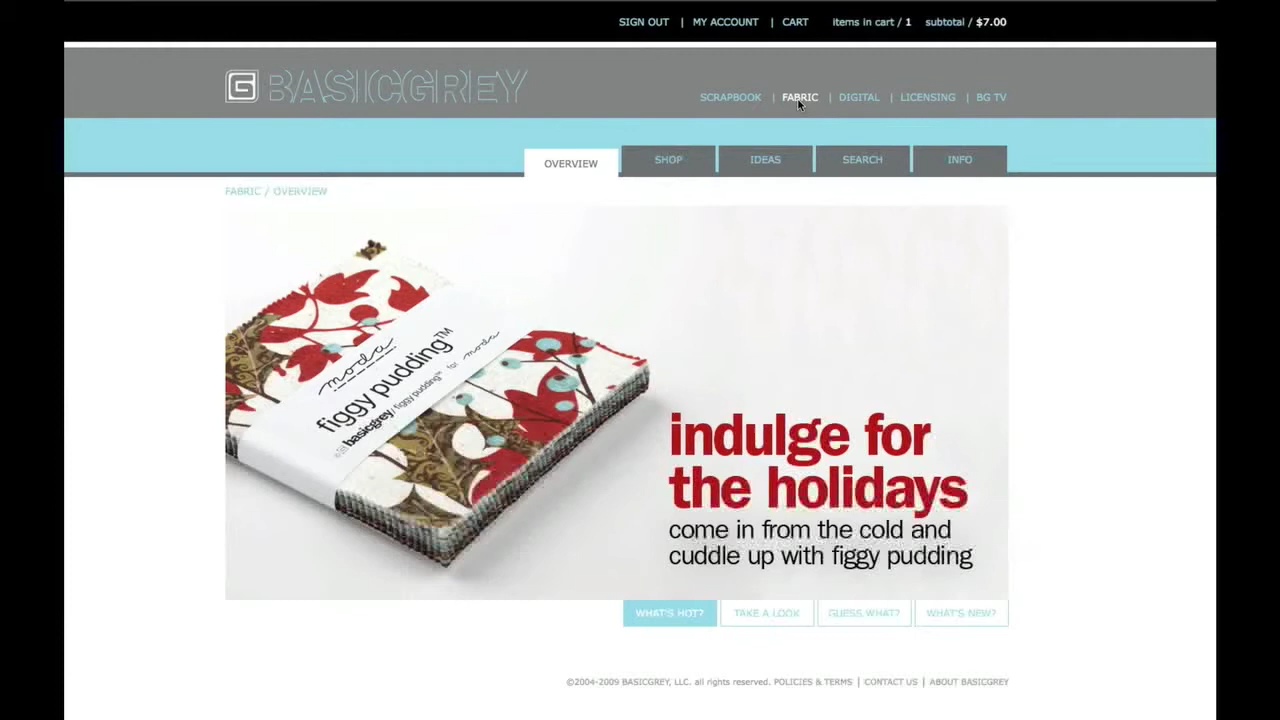 SIGN OUT | MY ACCOUNT | CART items in cart / 1 subtotal / $7.00
G BASICGREY
SCRAPBOOK | FABRIC | DIGITAL | LICENSING | BG TV
OVERVIEW SHOP IDEAS SEARCH INFO
FABRIC / OVERVIEW
moda
figgy pudding™
basicgrey/ figgy pudding™ for moda
indulge for
the holidays
come in from the cold and
cuddle up with figgy pudding
WHAT'S HOT? TAKE A LOOK GUESS WHAT? WHAT'S NEW?
©2004-2009 BASICGREY, LLC. all rights reserved. POLICIES & TERMS | CONTACT US | ABOUT BASICGREY